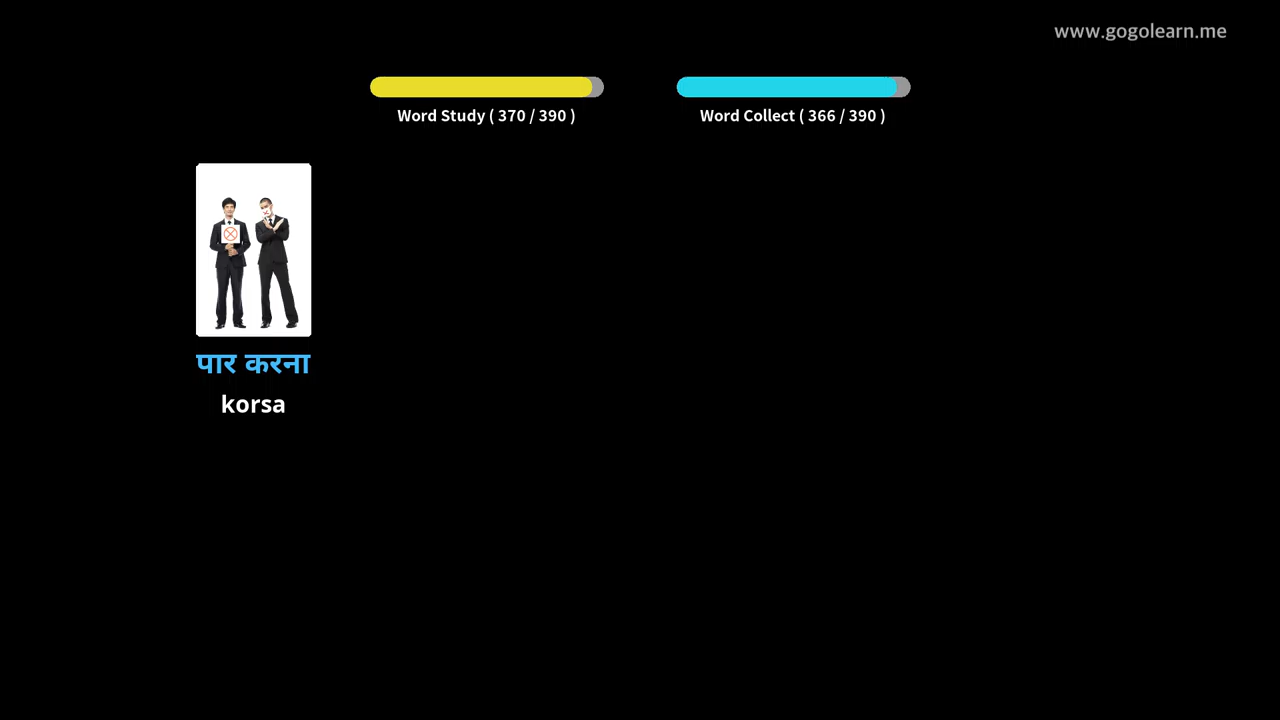 www.gogolearn.me
Word Study ( 370 / 390 )
Word Collect ( 366 / 390 )
पार करना
korsa